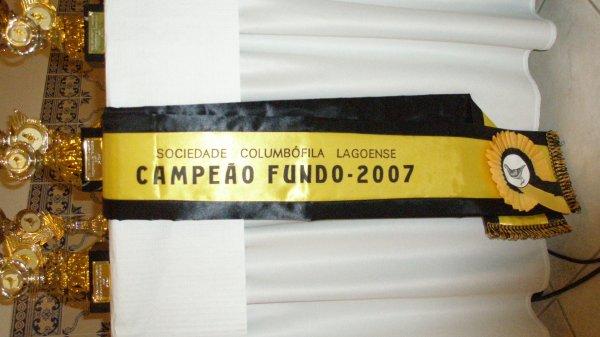 SOCIEDADE COLUMBÓFILA LAGOENSE
CAMPEÃO FUNDO-2007